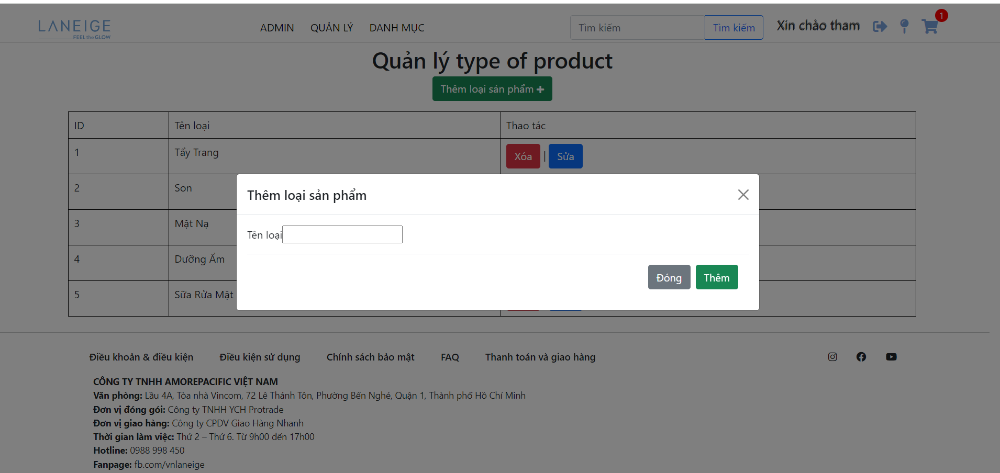 LANEIGE
FEEL the GLOW
ADMIN QUẢN LÝ DANH MỤC
Tìm kiếm Tìm kiếm
Xin chào tham
1
Quản lý type of product
Thêm loại sản phẩm
ID Tên loại Thao tác
1 Tẩy Trang Xóa | Sửa
2 Son
3 Mặt Nạ
4 Dưỡng Ẩm
5 Sữa Rửa Mặt
Thêm loại sản phẩm
Tên loại
Đóng Thêm
Điều khoản & điều kiện Điều kiện sử dụng Chính sách bảo mật FAQ Thanh toán và giao hàng
CÔNG TY TNHH AMOREPACIFIC VIỆT NAM
Văn phòng: Lầu 4A, Tòa nhà Vincom, 72 Lê Thánh Tôn, Phường Bến Nghé, Quận 1, Thành phố Hồ Chí Minh
Đơn vị đóng gói: Công ty TNHH YCH Protrade
Đơn vị giao hàng: Công ty CPDV Giao Hàng Nhanh
Thời gian làm việc: Thứ 2 – Thứ 6. Từ 9h00 đến 17h00
Hotline: 0988 998 450
Fanpage: fb.com/vnlaneige